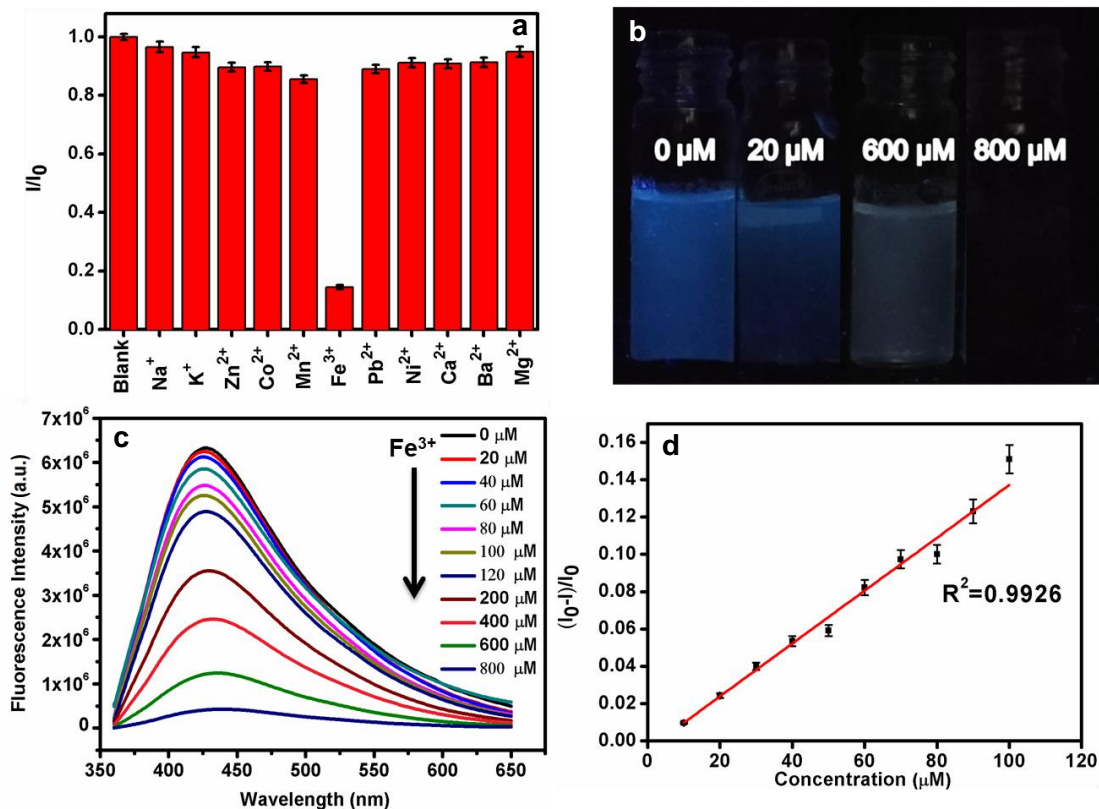 a
I/I0
1.0
0.8
0.6
0.4
0.2
0.0
Blank
Na+
K+
Zn2+
Co2+
Mn2+
Fe3+
Pb2+
Ni2+
Ca2+
Ba2+
Mg2+
b
0 µM
20 µM
600 µM
800 µM
c
Fluorescence Intensity (a.u.)
7x10^6
6x10^6
5x10^6
4x10^6
3x10^6
2x10^6
1x10^6
0
350 400 450 500 550 600 650
Wavelength (nm)
Fe3+
0 µM
20 µM
40 µM
60 µM
80 µM
100 µM
120 µM
200 µM
400 µM
600 µM
800 µM
d
(I0-I)/I0
0.16
0.14
0.12
0.10
0.08
0.06
0.04
0.02
0.00
R2=0.9926
20 40 60 80 100 120
Concentration (µM)